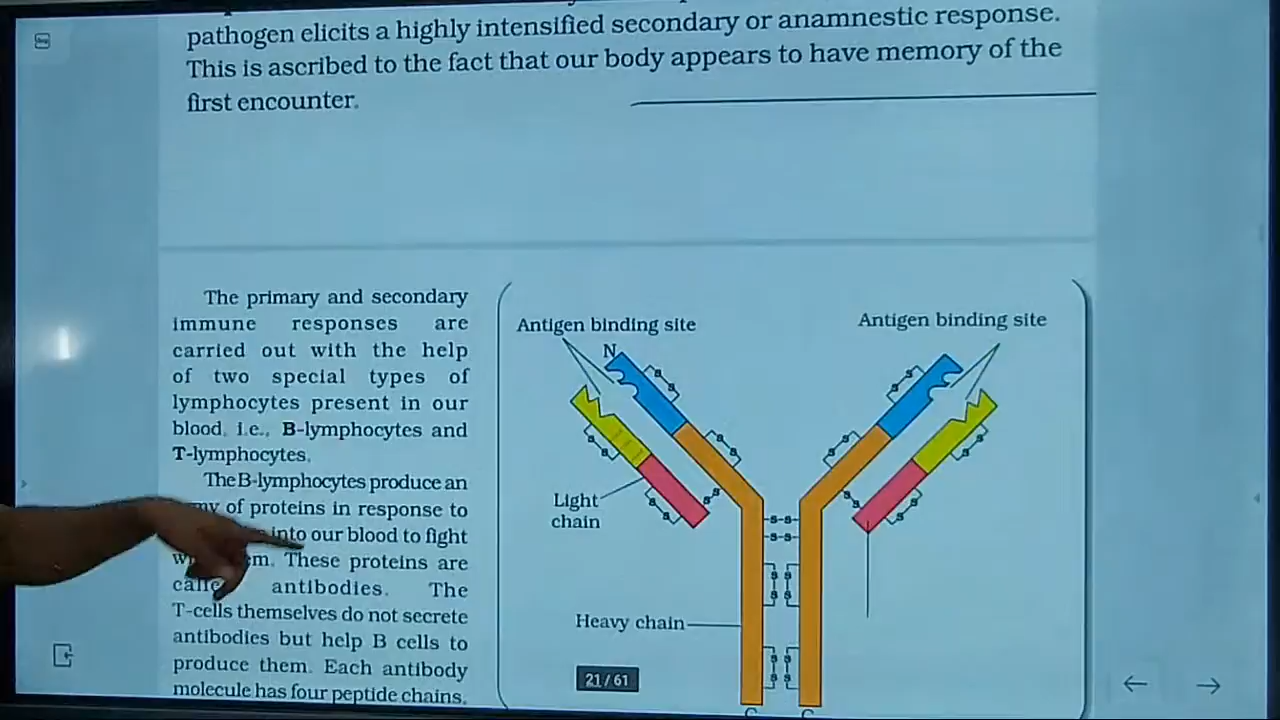 pathogen elicits a highly intensified secondary or anamnestic response.
This is ascribed to the fact that our body appears to have memory of the
first encounter.
The primary and secondary
immune responses are
carried out with the help
of two special types of
lymphocytes present in our
blood, i.e., B-lymphocytes and
T-lymphocytes.
The B-lymphocytes produce an
of proteins in response to
into our blood to fight
These proteins are
antibodies. The
T-cells themselves do not secrete
antibodies but help B cells to
produce them. Each antibody
molecule has four peptide chains,
Antigen binding site
Antigen binding site
N
s s
s s
s s
s s
s s
s s
s s
s s
s s
s s
Light
chain
-s-s-
-s-s-
s s
s s
Heavy chain
s s
s s
C
C
21 / 61